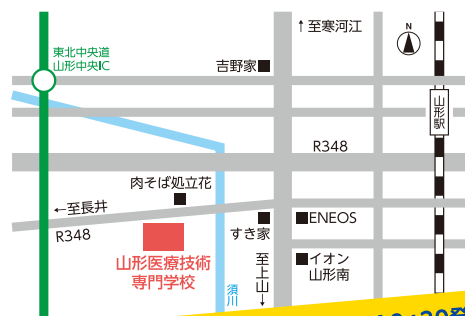 N
↑至寒河江
東北中央道
山形中央IC
吉野家
山形駅
R348
肉そば処立花
←至長井
R348
ENEOS
すき家
山形医療技術
専門学校
至上山↓
イオン
山形南
須川